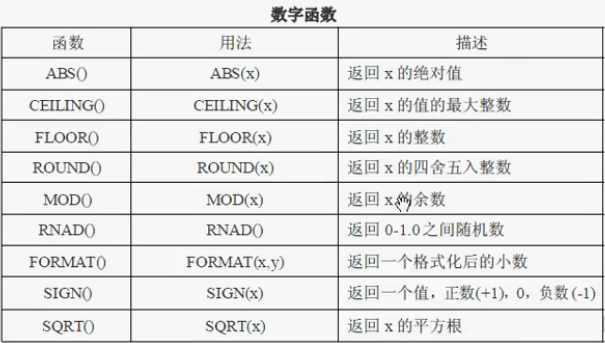 数字函数
函数 用法 描述
ABS() ABS(x) 返回 x 的绝对值
CEILING() CEILING(x) 返回 x 的值的最大整数
FLOOR() FLOOR(x) 返回 x 的整数
ROUND() ROUND(x) 返回 x 的四舍五入整数
MOD() MOD(x) 返回 x 的余数
RNAD() RNAD() 返回 0-1.0 之间随机数
FORMAT() FORMAT(x,y) 返回一个格式化后的小数
SIGN() SIGN(x) 返回一个值，正数(+1)，0，负数(-1)
SQRT() SQRT(x) 返回 x 的平方根